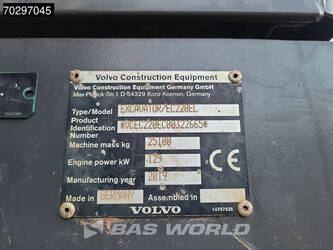 70297045
Volvo Construction Equipment
Volvo Construction Equipment Germany GmbH
Max-Planck-Str.1 D-54329 Konz-Koenen, Germany
Type/Model EXCAVATOR/EC220EL
Product
Identification *VCEC220EC00322665*
Number
Machine mass kg 25100
Engine power kW 129
Manufacturing year 2019
Made in GERMANY Assembled in
VOLVO 14707935
BAS World